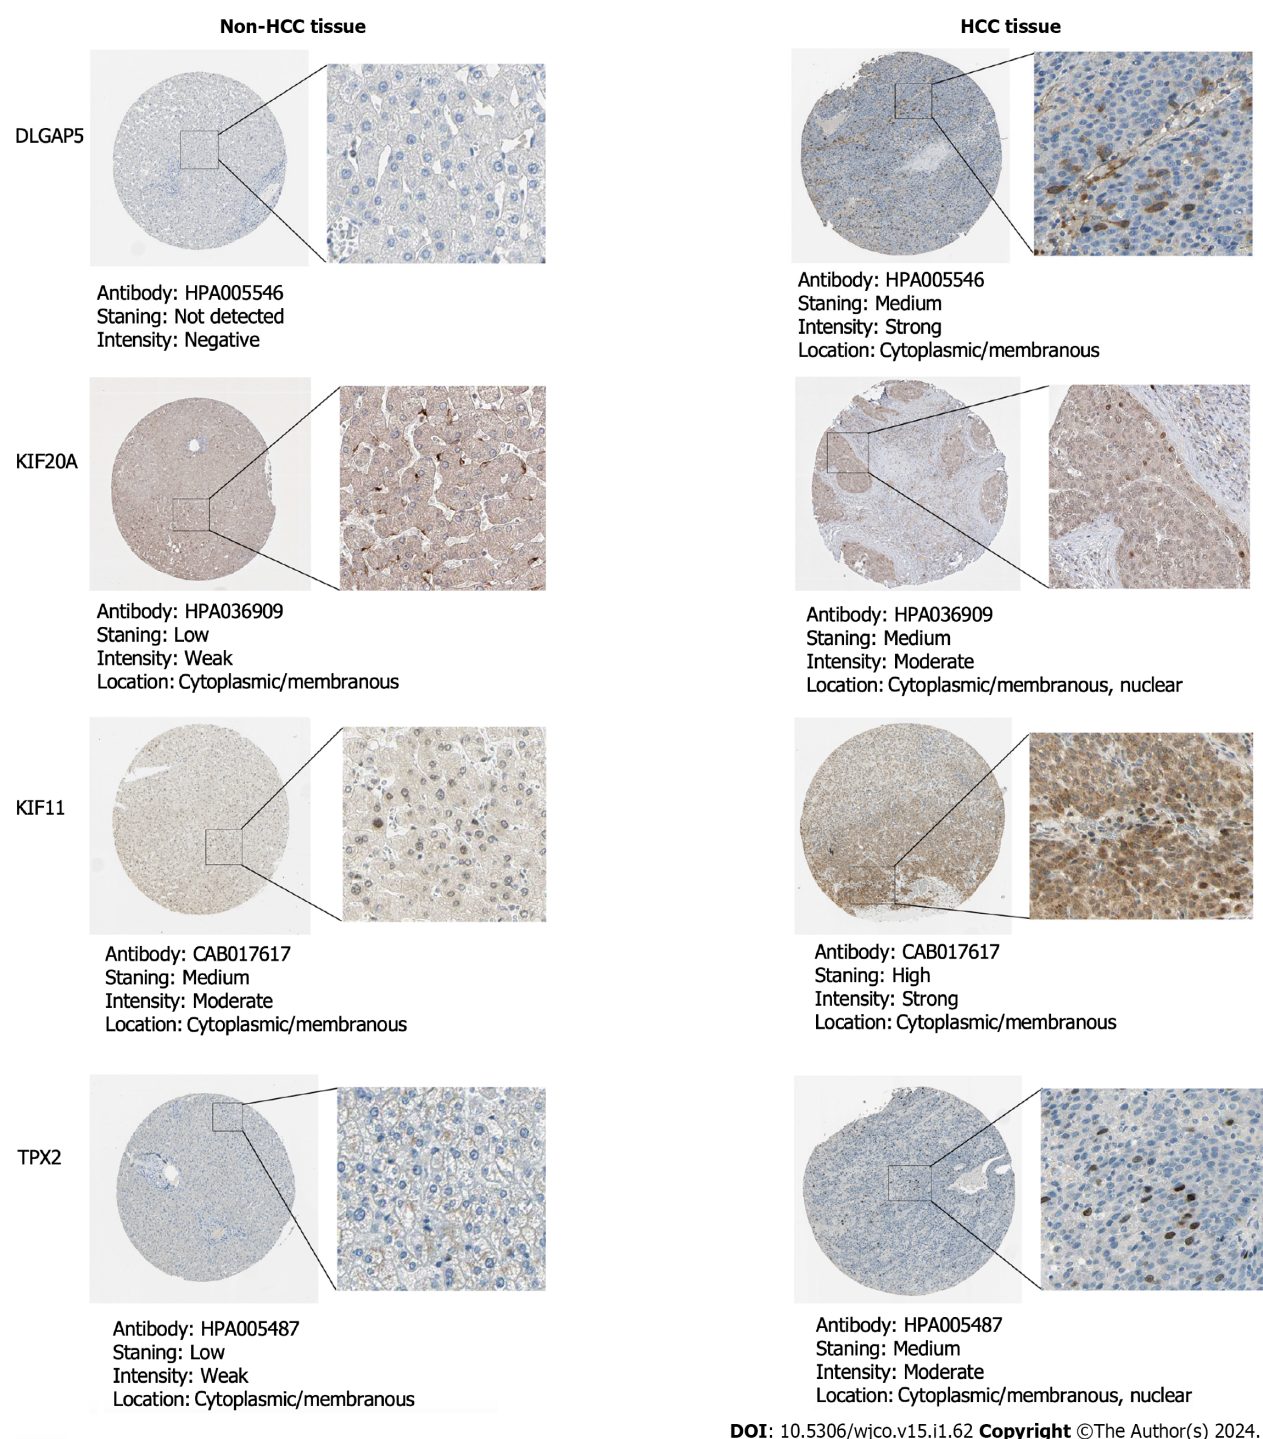 Non-HCC tissue
HCC tissue
DLGAP5
Antibody: HPA005546
Staning: Not detected
Intensity: Negative
Antibody: HPA005546
Staning: Medium
Intensity: Strong
Location: Cytoplasmic/membranous
KIF20A
Antibody: HPA036909
Staning: Low
Intensity: Weak
Location: Cytoplasmic/membranous
Antibody: HPA036909
Staning: Medium
Intensity: Moderate
Location: Cytoplasmic/membranous, nuclear
KIF11
Antibody: CAB017617
Staning: Medium
Intensity: Moderate
Location: Cytoplasmic/membranous
Antibody: CAB017617
Staning: High
Intensity: Strong
Location: Cytoplasmic/membranous
TPX2
Antibody: HPA005487
Staning: Low
Intensity: Weak
Location: Cytoplasmic/membranous
Antibody: HPA005487
Staning: Medium
Intensity: Moderate
Location: Cytoplasmic/membranous, nuclear
DOI: 10.5306/wjco.v15.i1.62 Copyright ©The Author(s) 2024.